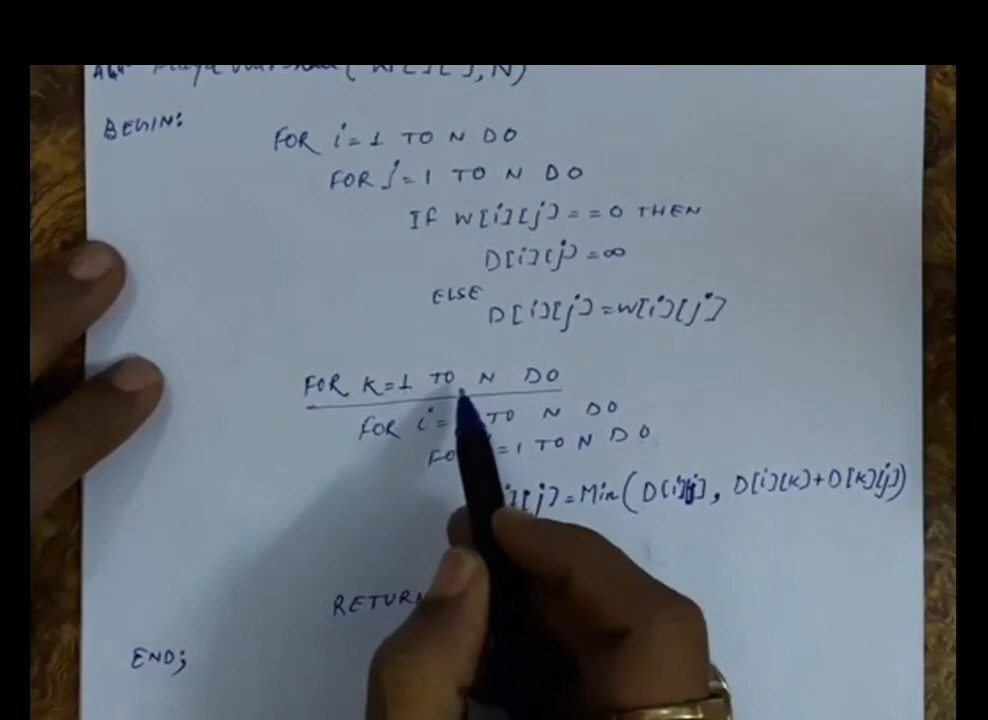 BEGIN:
FOR i=1 TO N DO
FOR j=1 TO N DO
If W[i][j]==0 THEN
D[i][j]=∞
ELSE
D[i][j]=W[i][j]
FOR K=1 TO N DO
FOR i= TO N DO
=1 TO N DO
][j]=Min(D[i][j], D[i][K]+D[K][j])
RETURN
END;